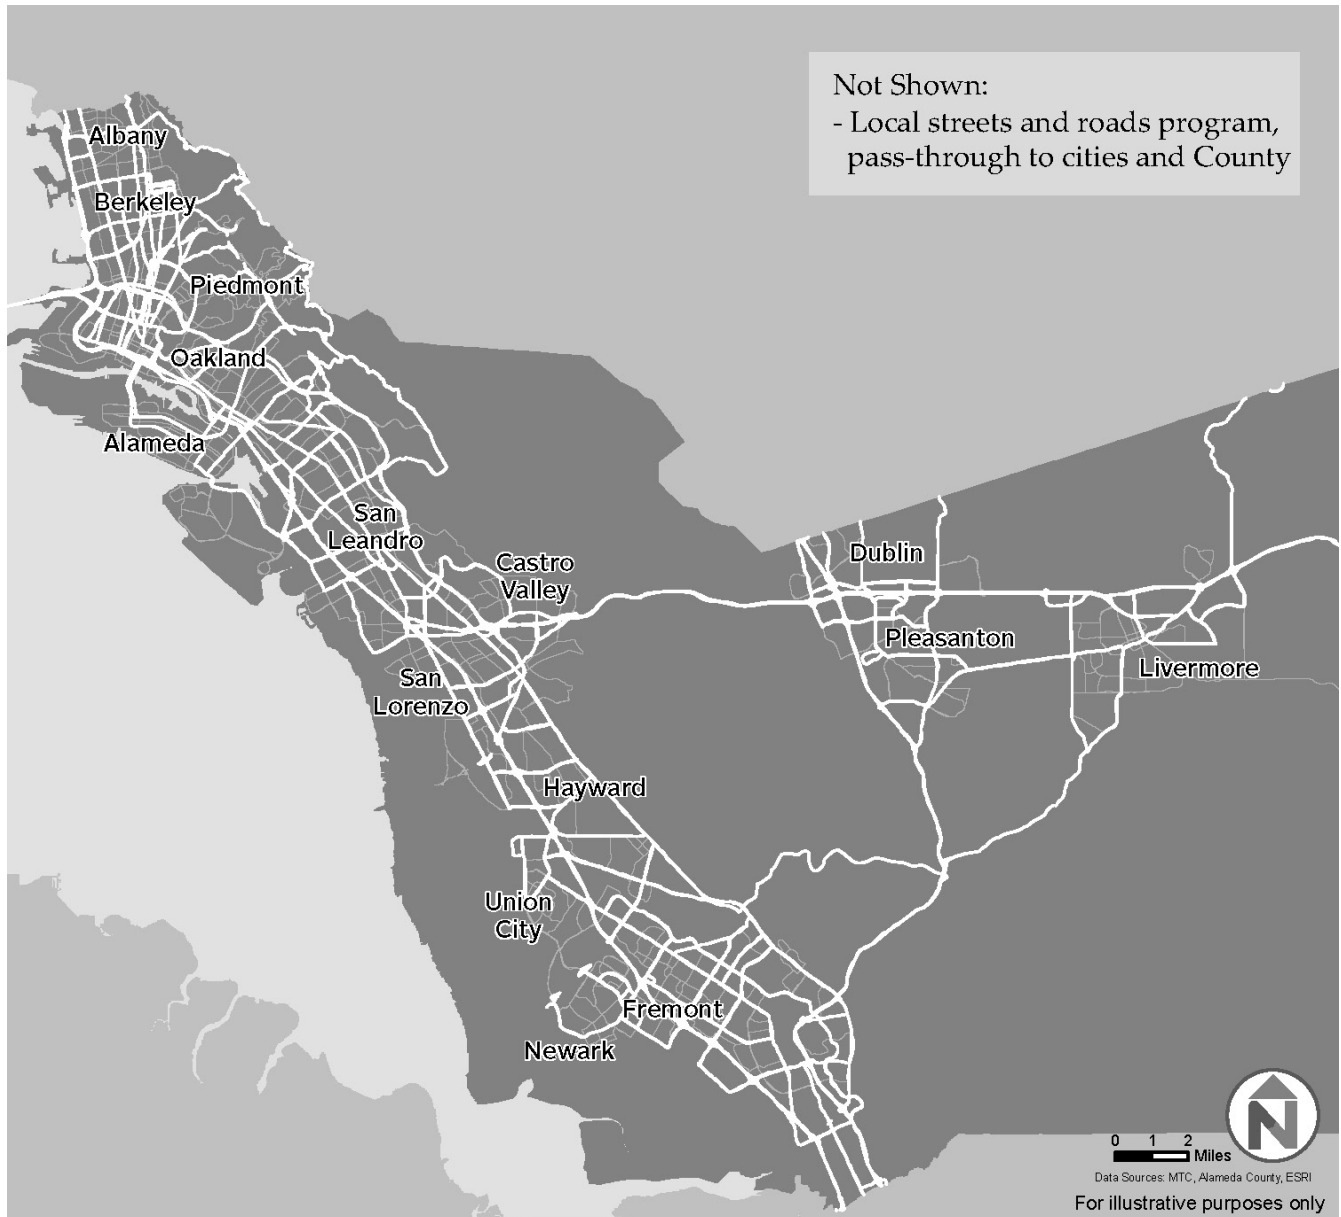 Not Shown:
- Local streets and roads program,
pass-through to cities and County
Albany
Berkeley
Piedmont
Oakland
Alameda
San
Leandro
Castro
Valley
Dublin
Pleasanton
Livermore
San
Lorenzo
Hayward
Union
City
Fremont
Newark
N
0 1 2
Miles
Data Sources: MTC, Alameda County, ESRI
For illustrative purposes only